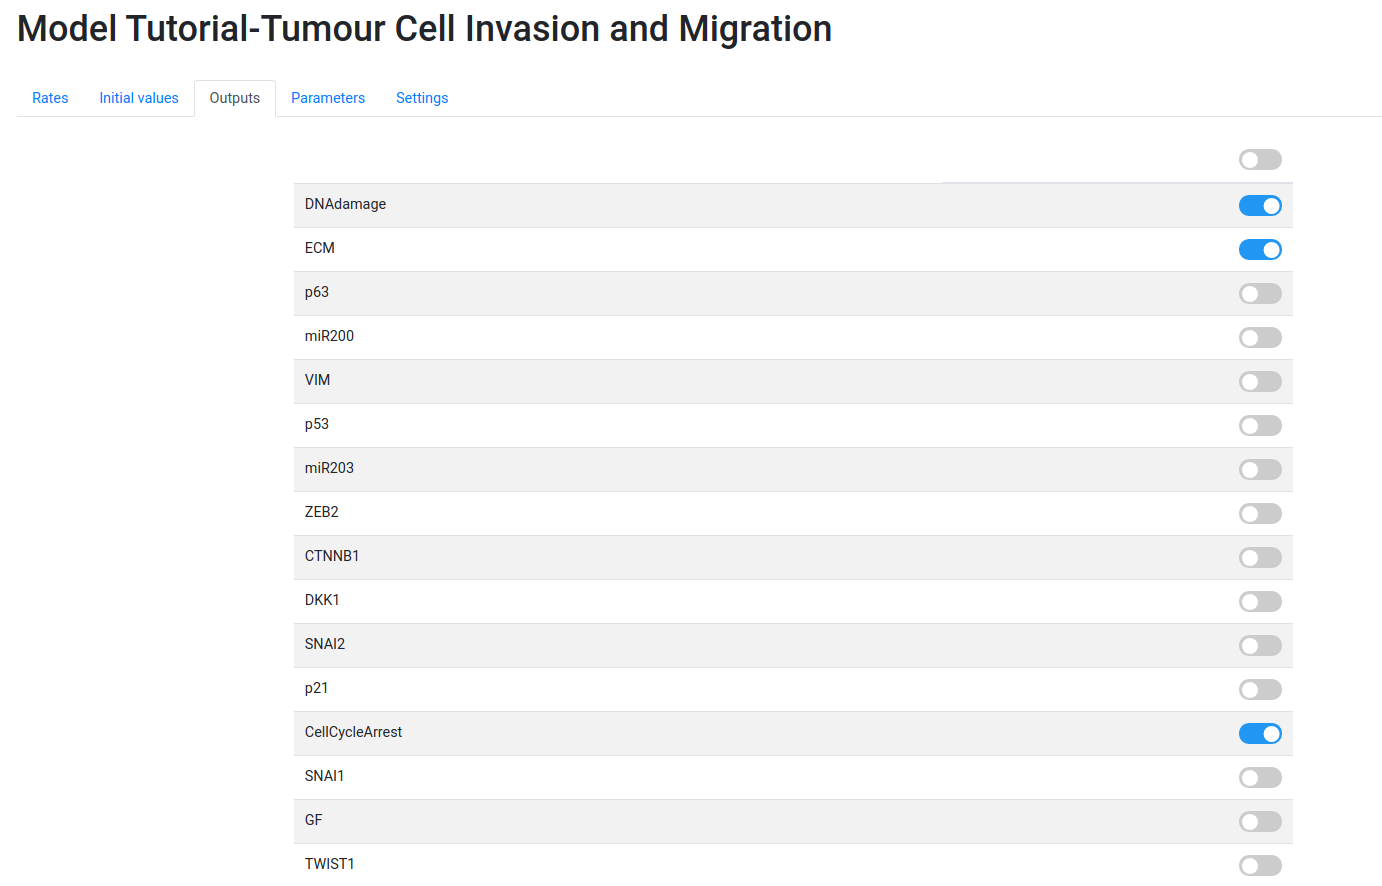 Model Tutorial-Tumour Cell Invasion and Migration
Rates Initial values Outputs Parameters Settings
DNAdamage
ECM
p63
miR200
VIM
p53
miR203
ZEB2
CTNNB1
DKK1
SNAI2
p21
CellCycleArrest
SNAI1
GF
TWIST1